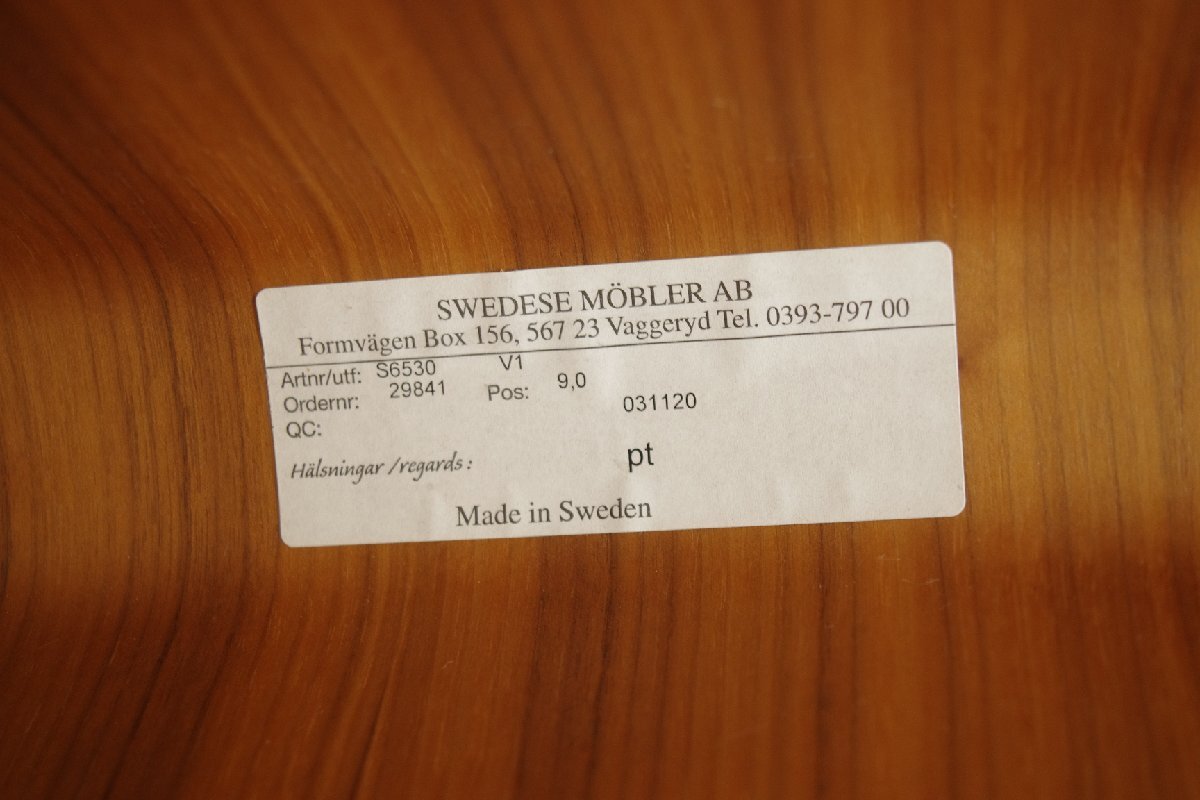 SWEDESE MÖBLER AB
Formvägen Box 156, 567 23 Vaggeryd Tel. 0393-797 00
Artnr/utf: S6530 V1
Ordernr: 29841 Pos: 9,0
QC: 031120
Hälsningar /regards: pt
Made in Sweden